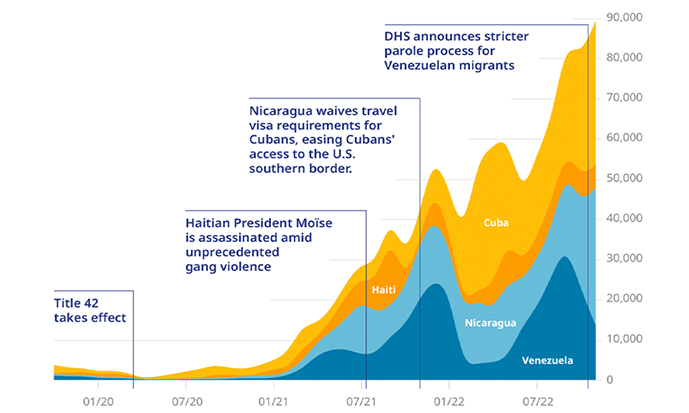 90,000
DHS announces stricter
parole process for
Venezuelan migrants
80,000
70,000
Nicaragua waives travel
visa requirements for
Cubans, easing Cubans'
access to the U.S.
southern border.
60,000
50,000
Haitian President Moïse
is assassinated amid
unprecedented
gang violence
Cuba
40,000
30,000
Title 42
takes effect
Haiti
20,000
Nicaragua
10,000
Venezuela
0
01/20 07/20 01/21 07/21 01/22 07/22